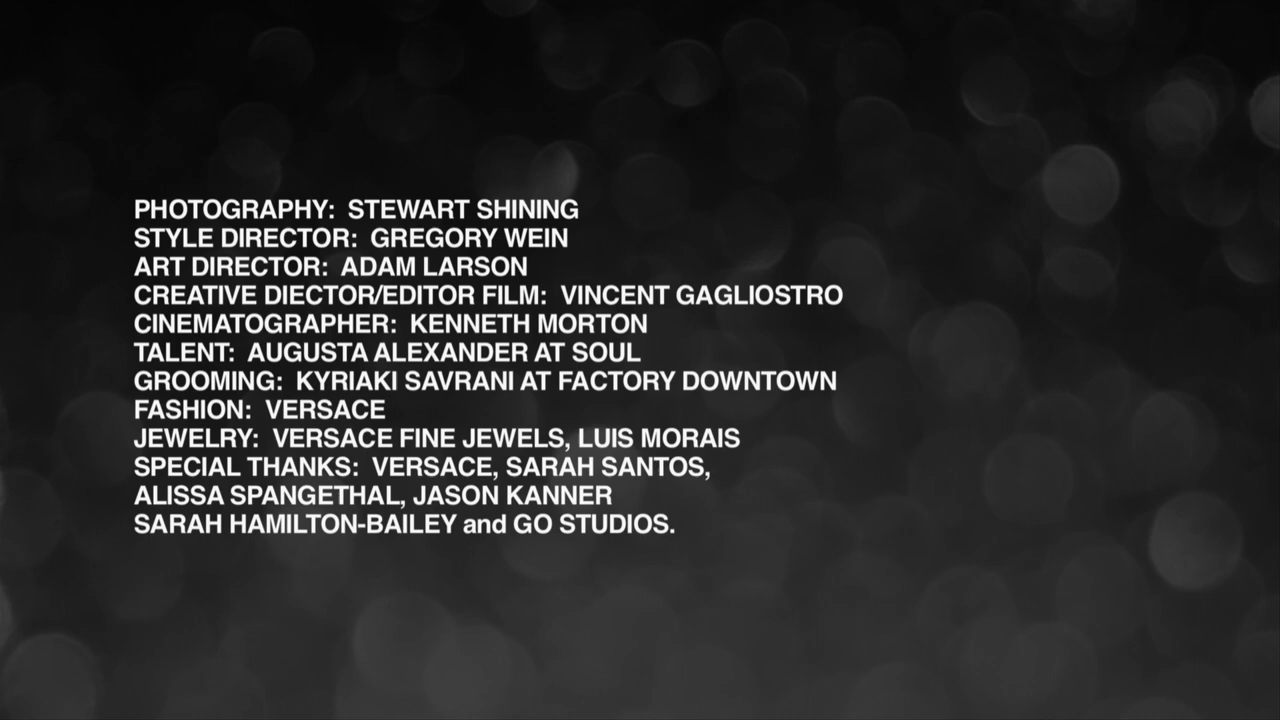 PHOTOGRAPHY: STEWART SHINING
STYLE DIRECTOR: GREGORY WEIN
ART DIRECTOR: ADAM LARSON
CREATIVE DIECTOR/EDITOR FILM: VINCENT GAGLIOSTRO
CINEMATOGRAPHER: KENNETH MORTON
TALENT: AUGUSTA ALEXANDER AT SOUL
GROOMING: KYRIAKI SAVRANI AT FACTORY DOWNTOWN
FASHION: VERSACE
JEWELRY: VERSACE FINE JEWELS, LUIS MORAIS
SPECIAL THANKS: VERSACE, SARAH SANTOS,
ALISSA SPANGETHAL, JASON KANNER
SARAH HAMILTON-BAILEY and GO STUDIOS.